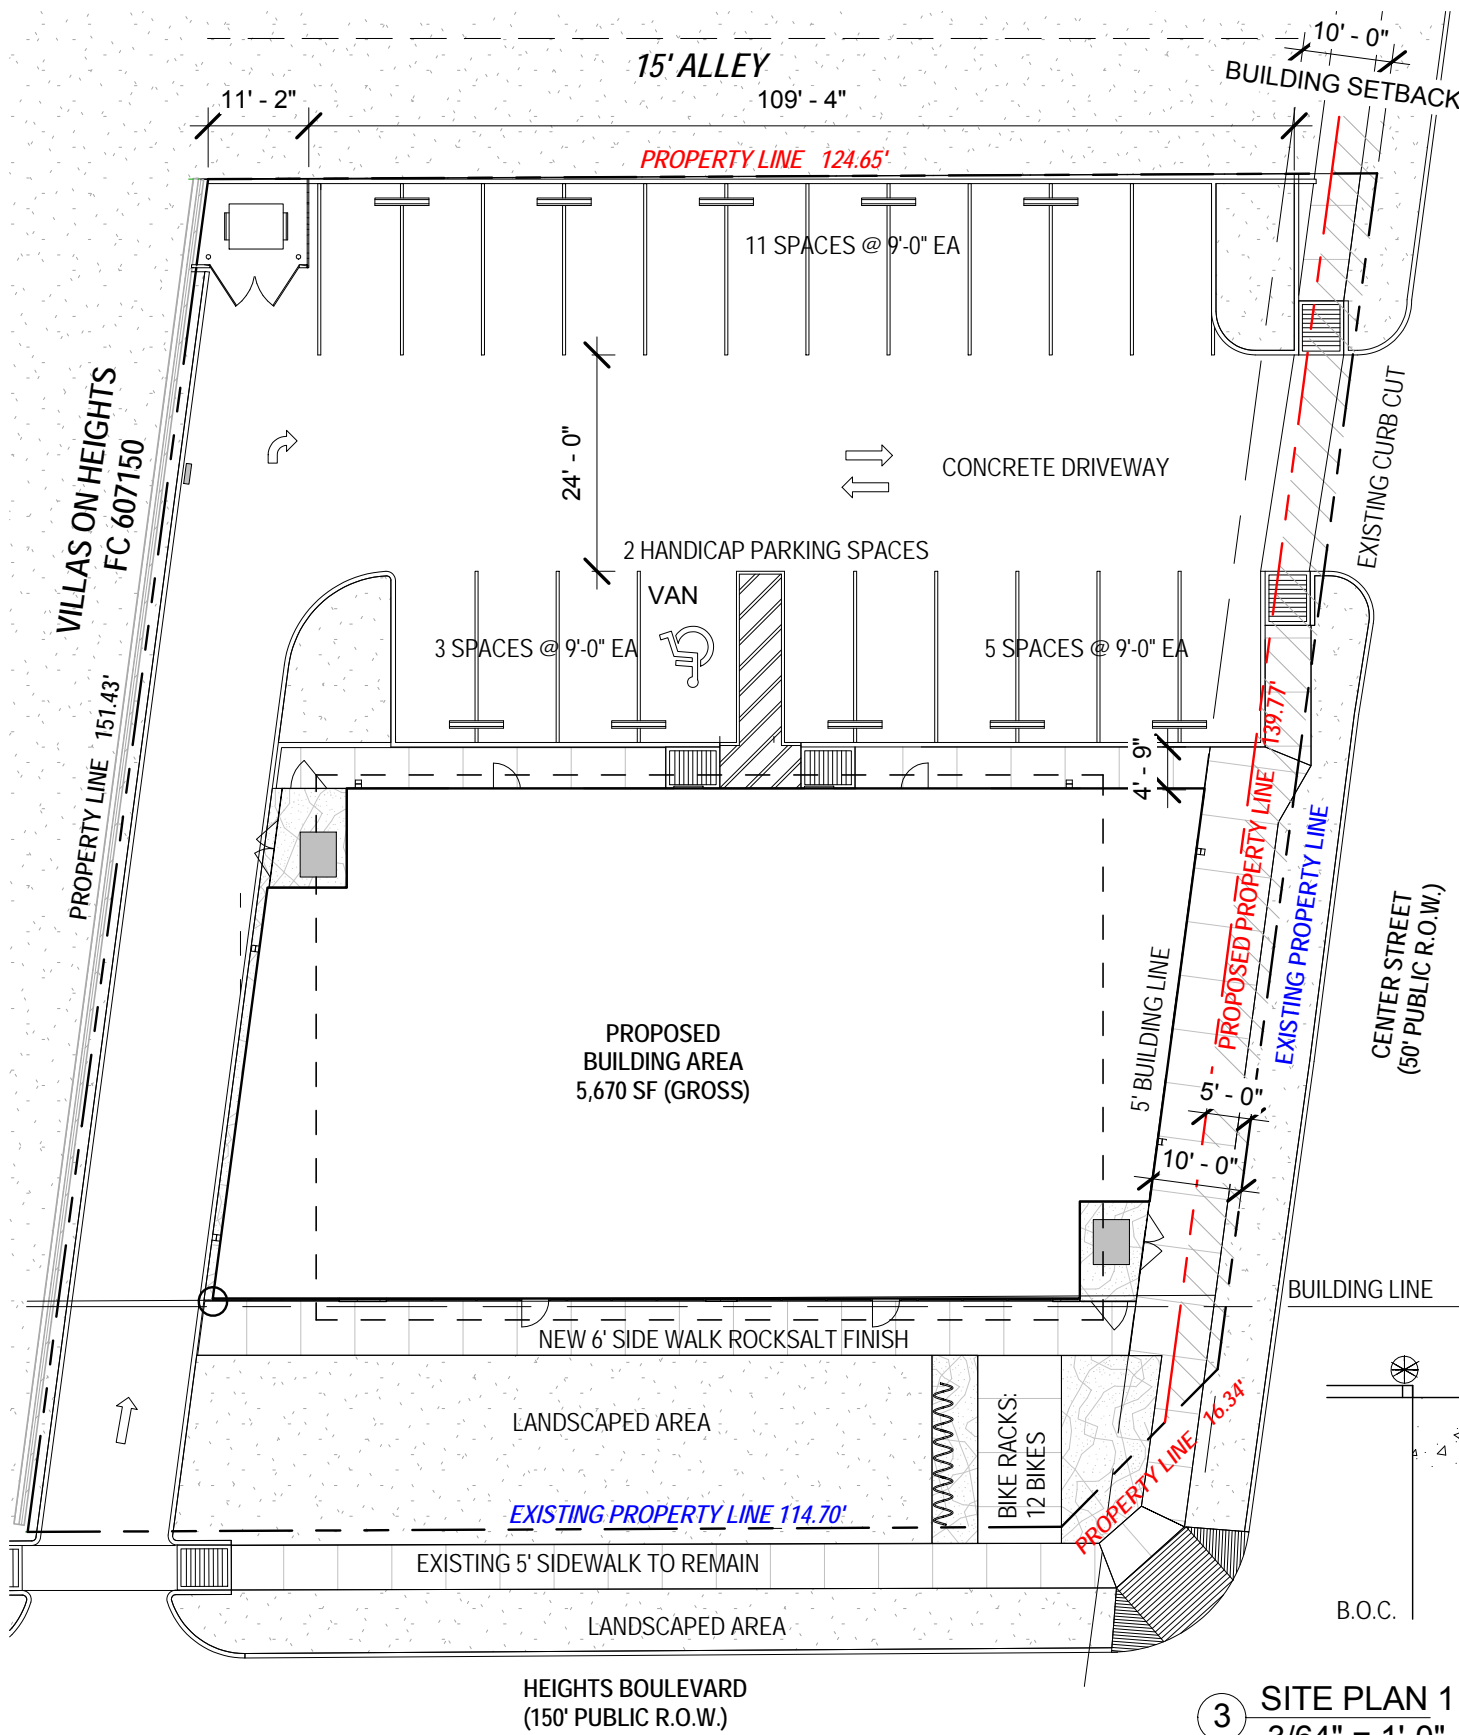 10' - 0"
BUILDING SETBACK
15' ALLEY
11' - 2"
109' - 4"
PROPERTY LINE 124.65'
11 SPACES @ 9'-0" EA
VILLAS ON HEIGHTS
FC 607150
24' - 0"
CONCRETE DRIVEWAY
EXISTING CURB CUT
2 HANDICAP PARKING SPACES
VAN
3 SPACES @ 9'-0" EA
5 SPACES @ 9'-0" EA
PROPERTY LINE 151.43'
4' - 9"
PROPOSED PROPERTY LINE 139.77'
EXISTING PROPERTY LINE
CENTER STREET
(50' PUBLIC R.O.W.)
5' BUILDING LINE
PROPOSED
BUILDING AREA
5,670 SF (GROSS)
5' - 0"
10' - 0"
BUILDING LINE
NEW 6' SIDE WALK ROCKSALT FINISH
LANDSCAPED AREA
BIKE RACKS:
12 BIKES
PROPERTY LINE 16.34'
EXISTING PROPERTY LINE 114.70'
EXISTING 5' SIDEWALK TO REMAIN
LANDSCAPED AREA
B.O.C.
HEIGHTS BOULEVARD
(150' PUBLIC R.O.W.)
3
SITE PLAN 1
3/64" = 1'-0"